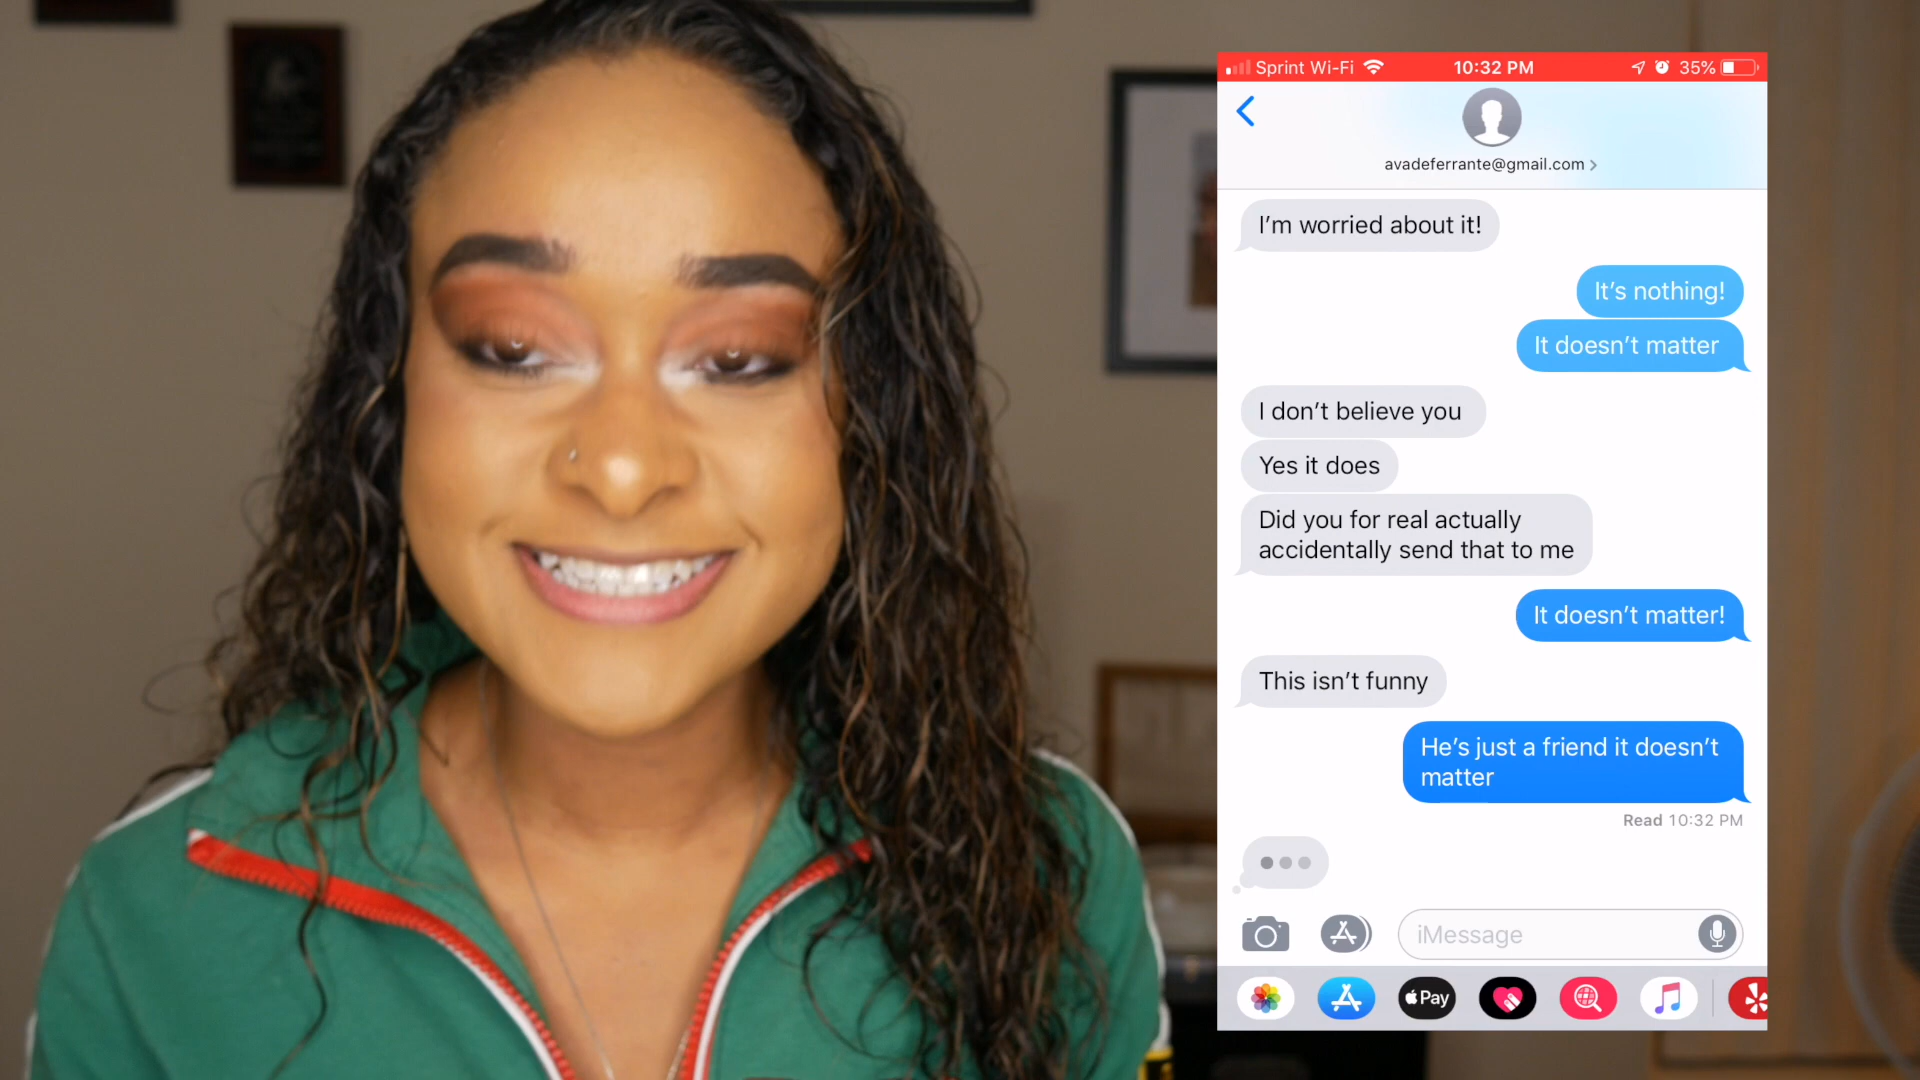 Sprint Wi-Fi 10:32 PM 35%
avadeferrante@gmail.com
I'm worried about it!
It's nothing!
It doesn't matter
I don't believe you
Yes it does
Did you for real actually
accidentally send that to me
It doesn't matter!
This isn't funny
He's just a friend it doesn't
matter
Read 10:32 PM
iMessage
Pay